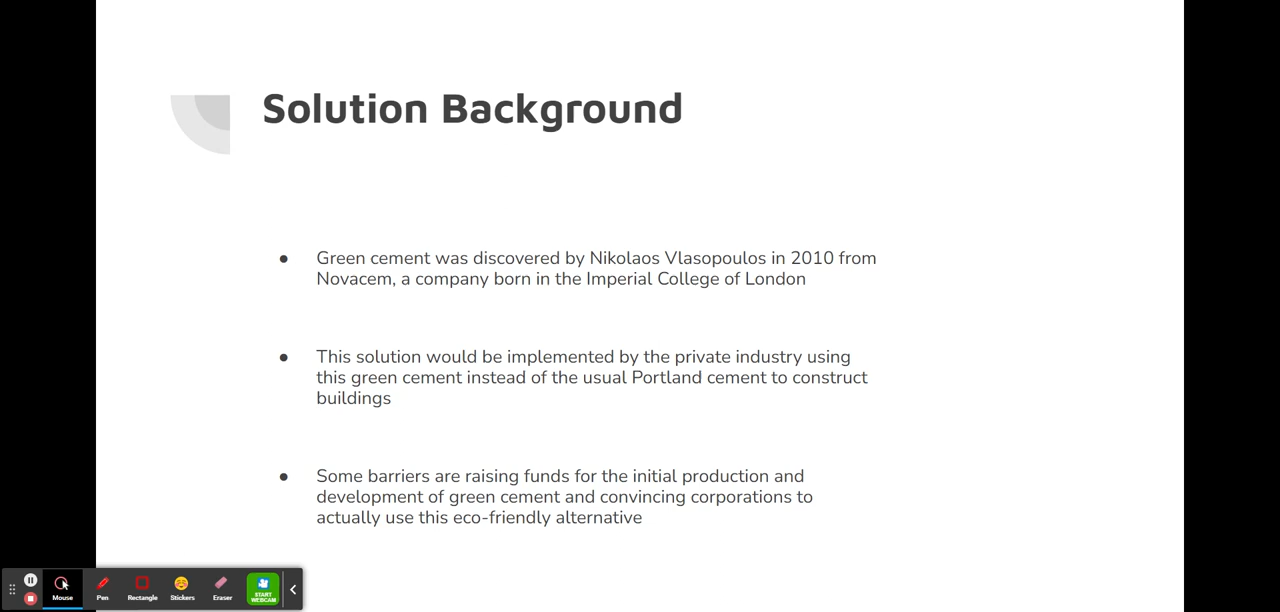 Solution Background
● Green cement was discovered by Nikolaos Vlasopoulos in 2010 from
Novacem, a company born in the Imperial College of London
● This solution would be implemented by the private industry using
this green cement instead of the usual Portland cement to construct
buildings
● Some barriers are raising funds for the initial production and
development of green cement and convincing corporations to
actually use this eco-friendly alternative
Mouse
Pen
Rectangle
Stickers
Eraser
START
WEBCAM